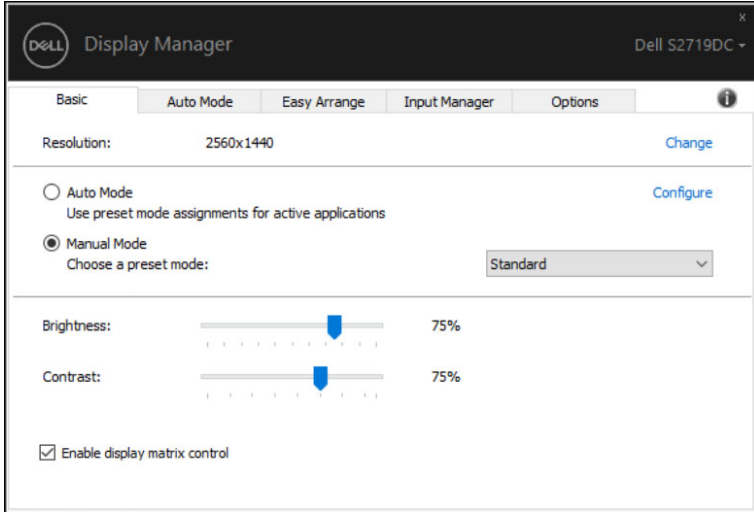 x
DELL Display Manager Dell S2719DC
Basic Auto Mode Easy Arrange Input Manager Options i
Resolution: 2560x1440 Change
Auto Mode Configure
Use preset mode assignments for active applications
Manual Mode
Choose a preset mode: Standard
Brightness: 75%
Contrast: 75%
Enable display matrix control